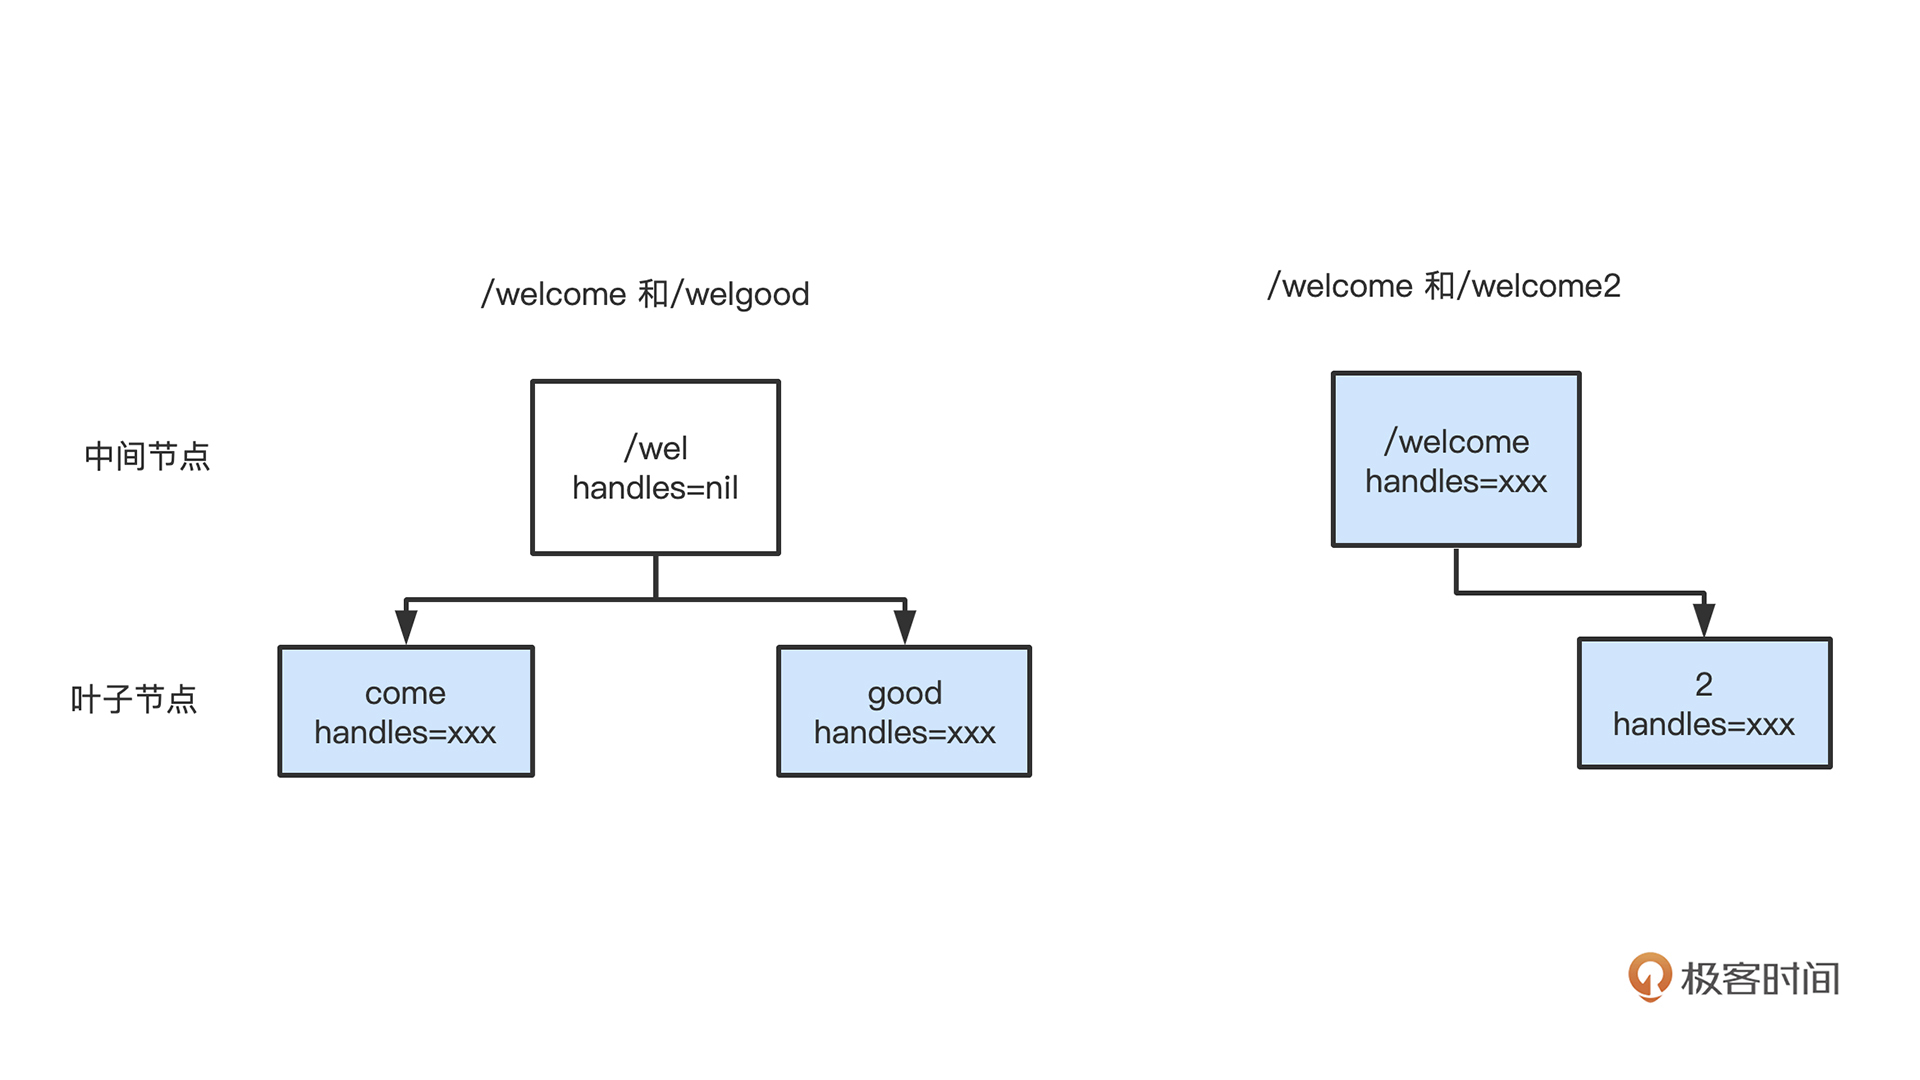 /welcome 和/welgood
/welcome 和/welcome2
中间节点
/wel
handles=nil
/welcome
handles=xxx
叶子节点
come
handles=xxx
good
handles=xxx
2
handles=xxx
极客时间